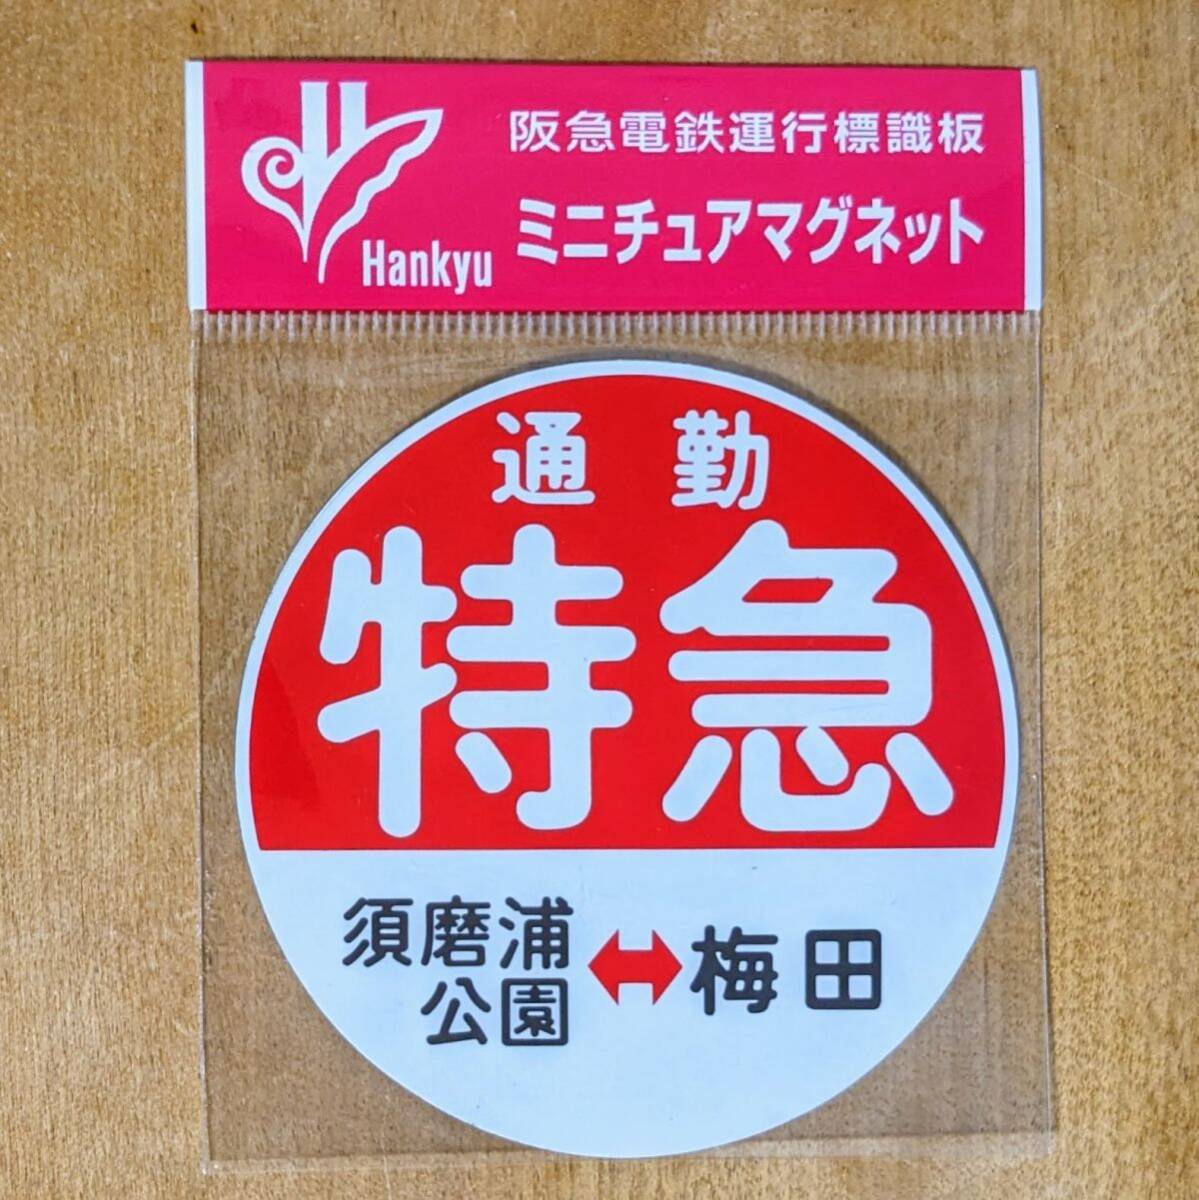 阪急電鉄運行標識板
ミニチュアマグネット
Hankyu
通勤
特急
須磨浦
公園
↔
梅田